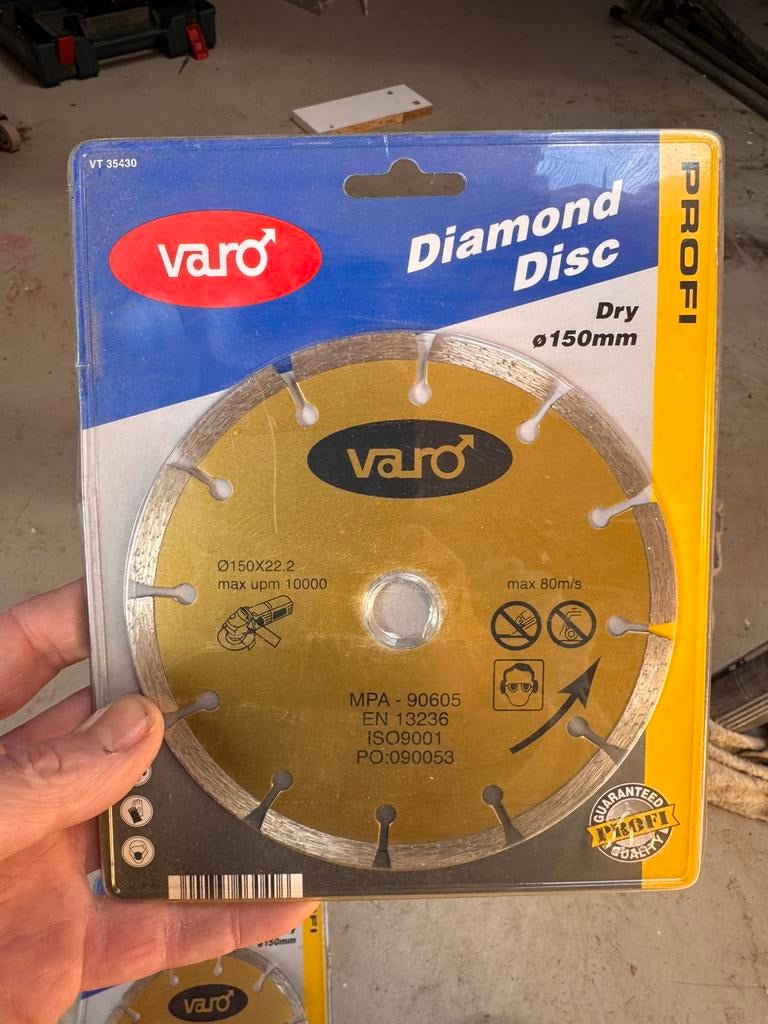 VT 35430
varo
Diamond
Disc
PROFI
Dry
ø150mm
varo
Ø150X22.2
max upm 10000
max 80m/s
MPA - 90605
EN 13236
ISO9001
PO:090053
GUARANTEED
PROFI
QUALITY
ø150mm
varo